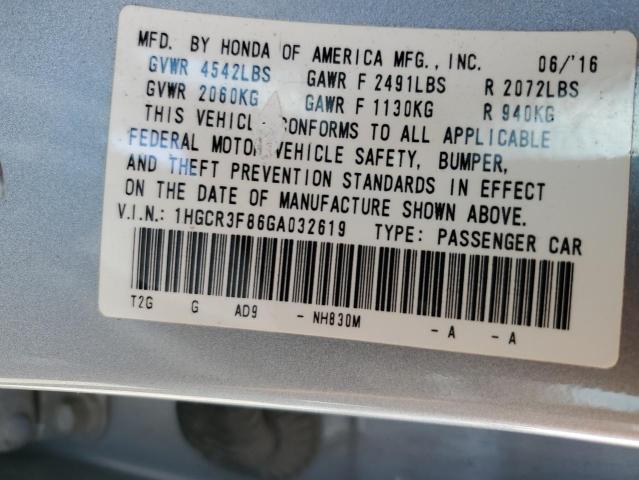 MFD. BY HONDA OF AMERICA MFG., INC. 06/'16
GVWR 4542LBS GAWR F 2491LBS R 2072LBS
GVWR 2060KG GAWR F 1130KG R 940KG
THIS VEHICL CONFORMS TO ALL APPLICABLE
FEDERAL MOTOR VEHICLE SAFETY, BUMPER,
AND THEFT PREVENTION STANDARDS IN EFFECT
ON THE DATE OF MANUFACTURE SHOWN ABOVE.
V.I.N.: 1HGCR3F86GA032619 TYPE: PASSENGER CAR
T2G G AD9 - NH830M - A - A